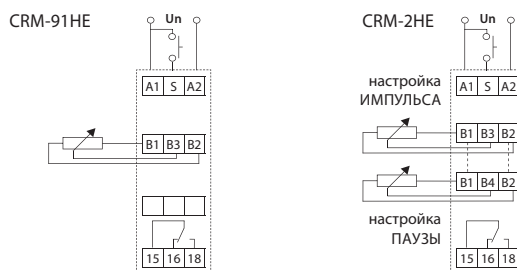 CRM-91HE
Un
A1 S A2
B1 B3 B2
15 16 18
CRM-2HE
Un
настройка
ИМПУЛЬСА
A1 S A2
B1 B3 B2
B1 B4 B2
настройка
ПАУЗЫ
15 16 18